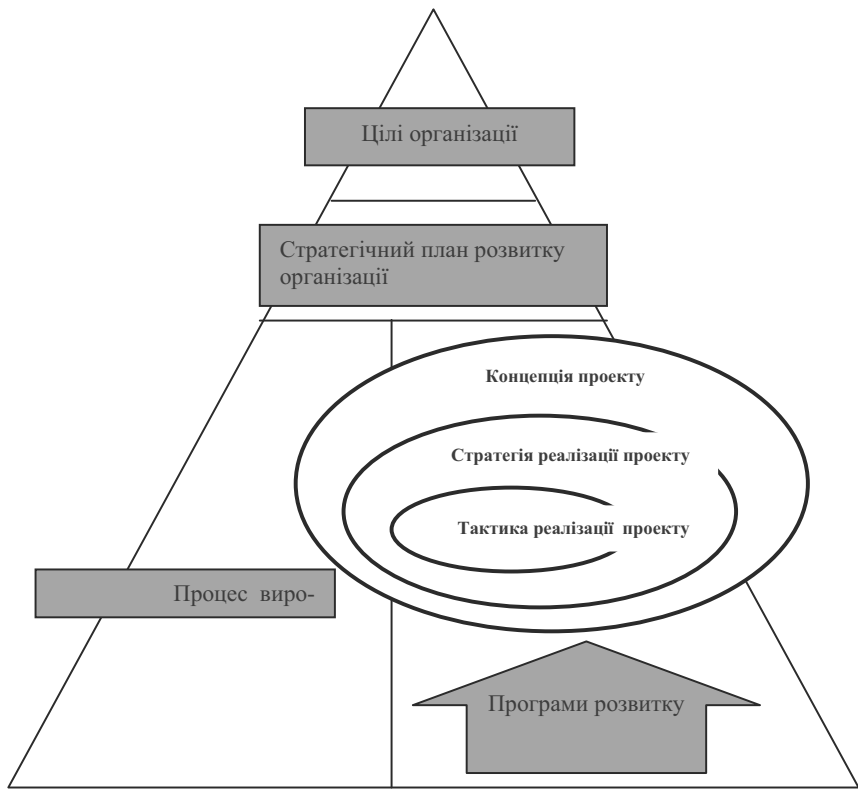 Цілі організації
Стратегічний план розвитку
організації
Концепція проекту
Стратегія реалізації проекту
Тактика реалізації проекту
Процес виро-
Програми розвитку